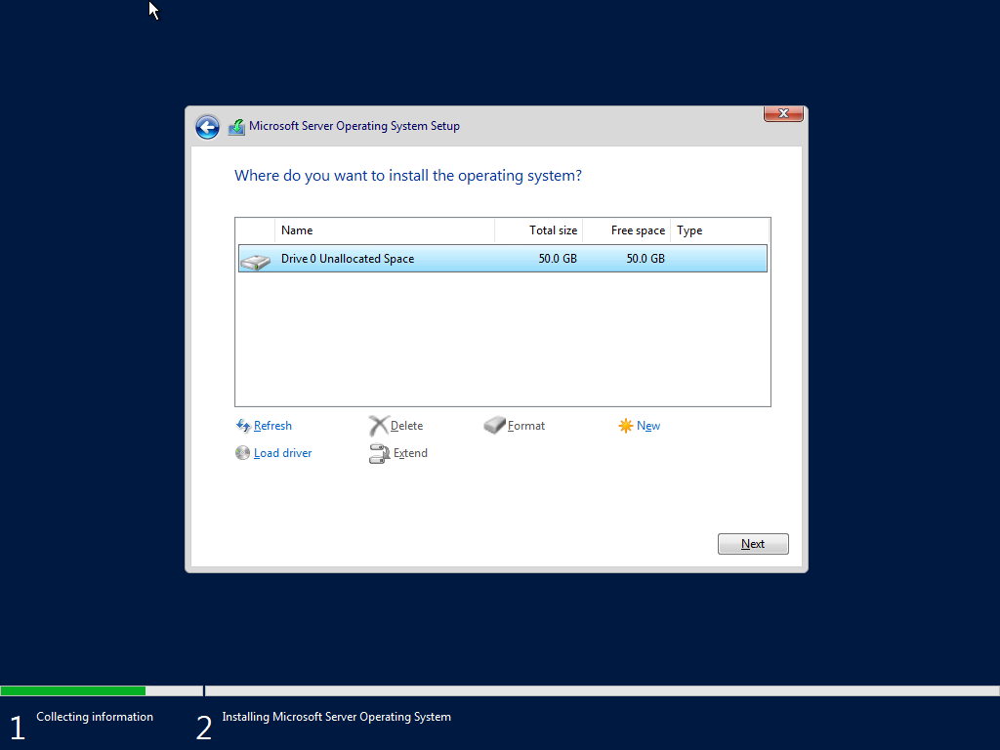 Microsoft Server Operating System Setup
Where do you want to install the operating system?
Name Total size Free space Type
Drive 0 Unallocated Space 50.0 GB 50.0 GB
Refresh Delete Format New
Load driver Extend
Next
1 Collecting information 2 Installing Microsoft Server Operating System